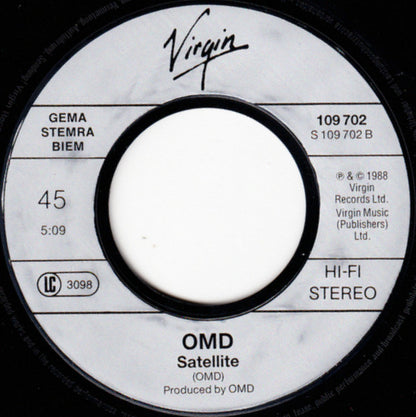 Virgin
GEMA
STEMRA
BIEM
109 702
S 109 702 B
45
5:09
℗ & © 1988
Virgin
Records Ltd.
Virgin Music
(Publishers)
Ltd.
LC 3098
HI-FI
STEREO
OMD
Satellite
(OMD)
Produced by OMD